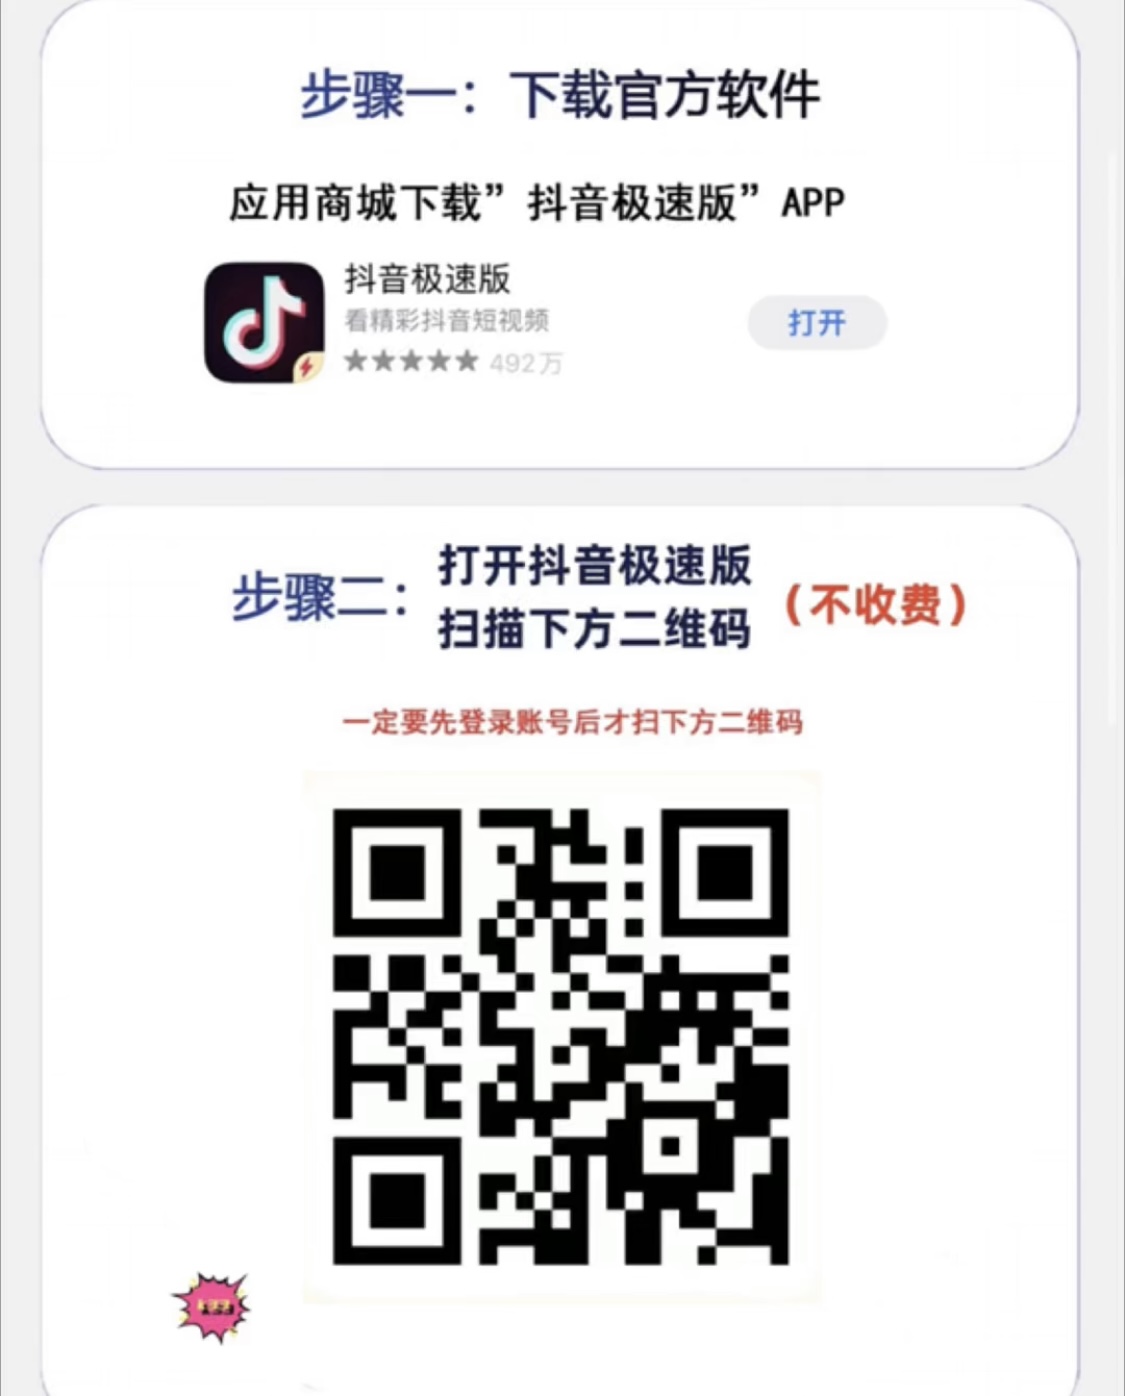 步骤一：下载官方软件
应用商城下载”抖音极速版”APP
抖音极速版
看精彩抖音短视频
★★★★★ 492万
打开
步骤二：
打开抖音极速版
扫描下方二维码
（不收费）
一定要先登录账号后才扫下方二维码